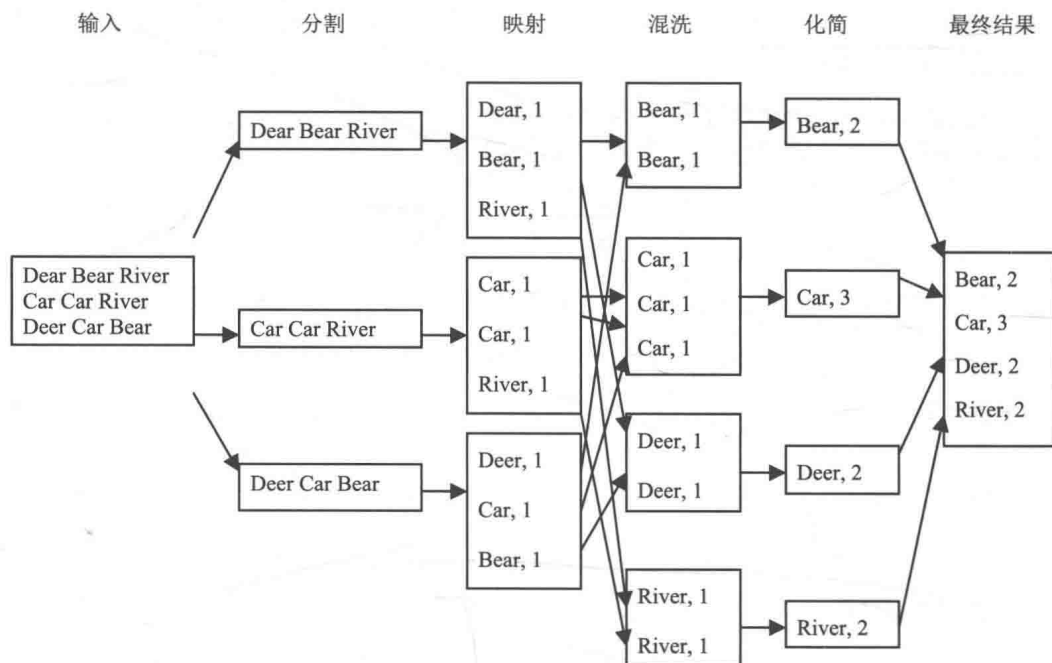 输入
分割
映射
混洗
化简
最终结果
Dear Bear River
Car Car River
Deer Car Bear
Dear Bear River
Car Car River
Deer Car Bear
Dear, 1
Bear, 1
River, 1
Car, 1
Car, 1
River, 1
Deer, 1
Car, 1
Bear, 1
Bear, 1
Bear, 1
Car, 1
Car, 1
Car, 1
Deer, 1
Deer, 1
River, 1
River, 1
Bear, 2
Car, 3
Deer, 2
River, 2
Bear, 2
Car, 3
Deer, 2
River, 2